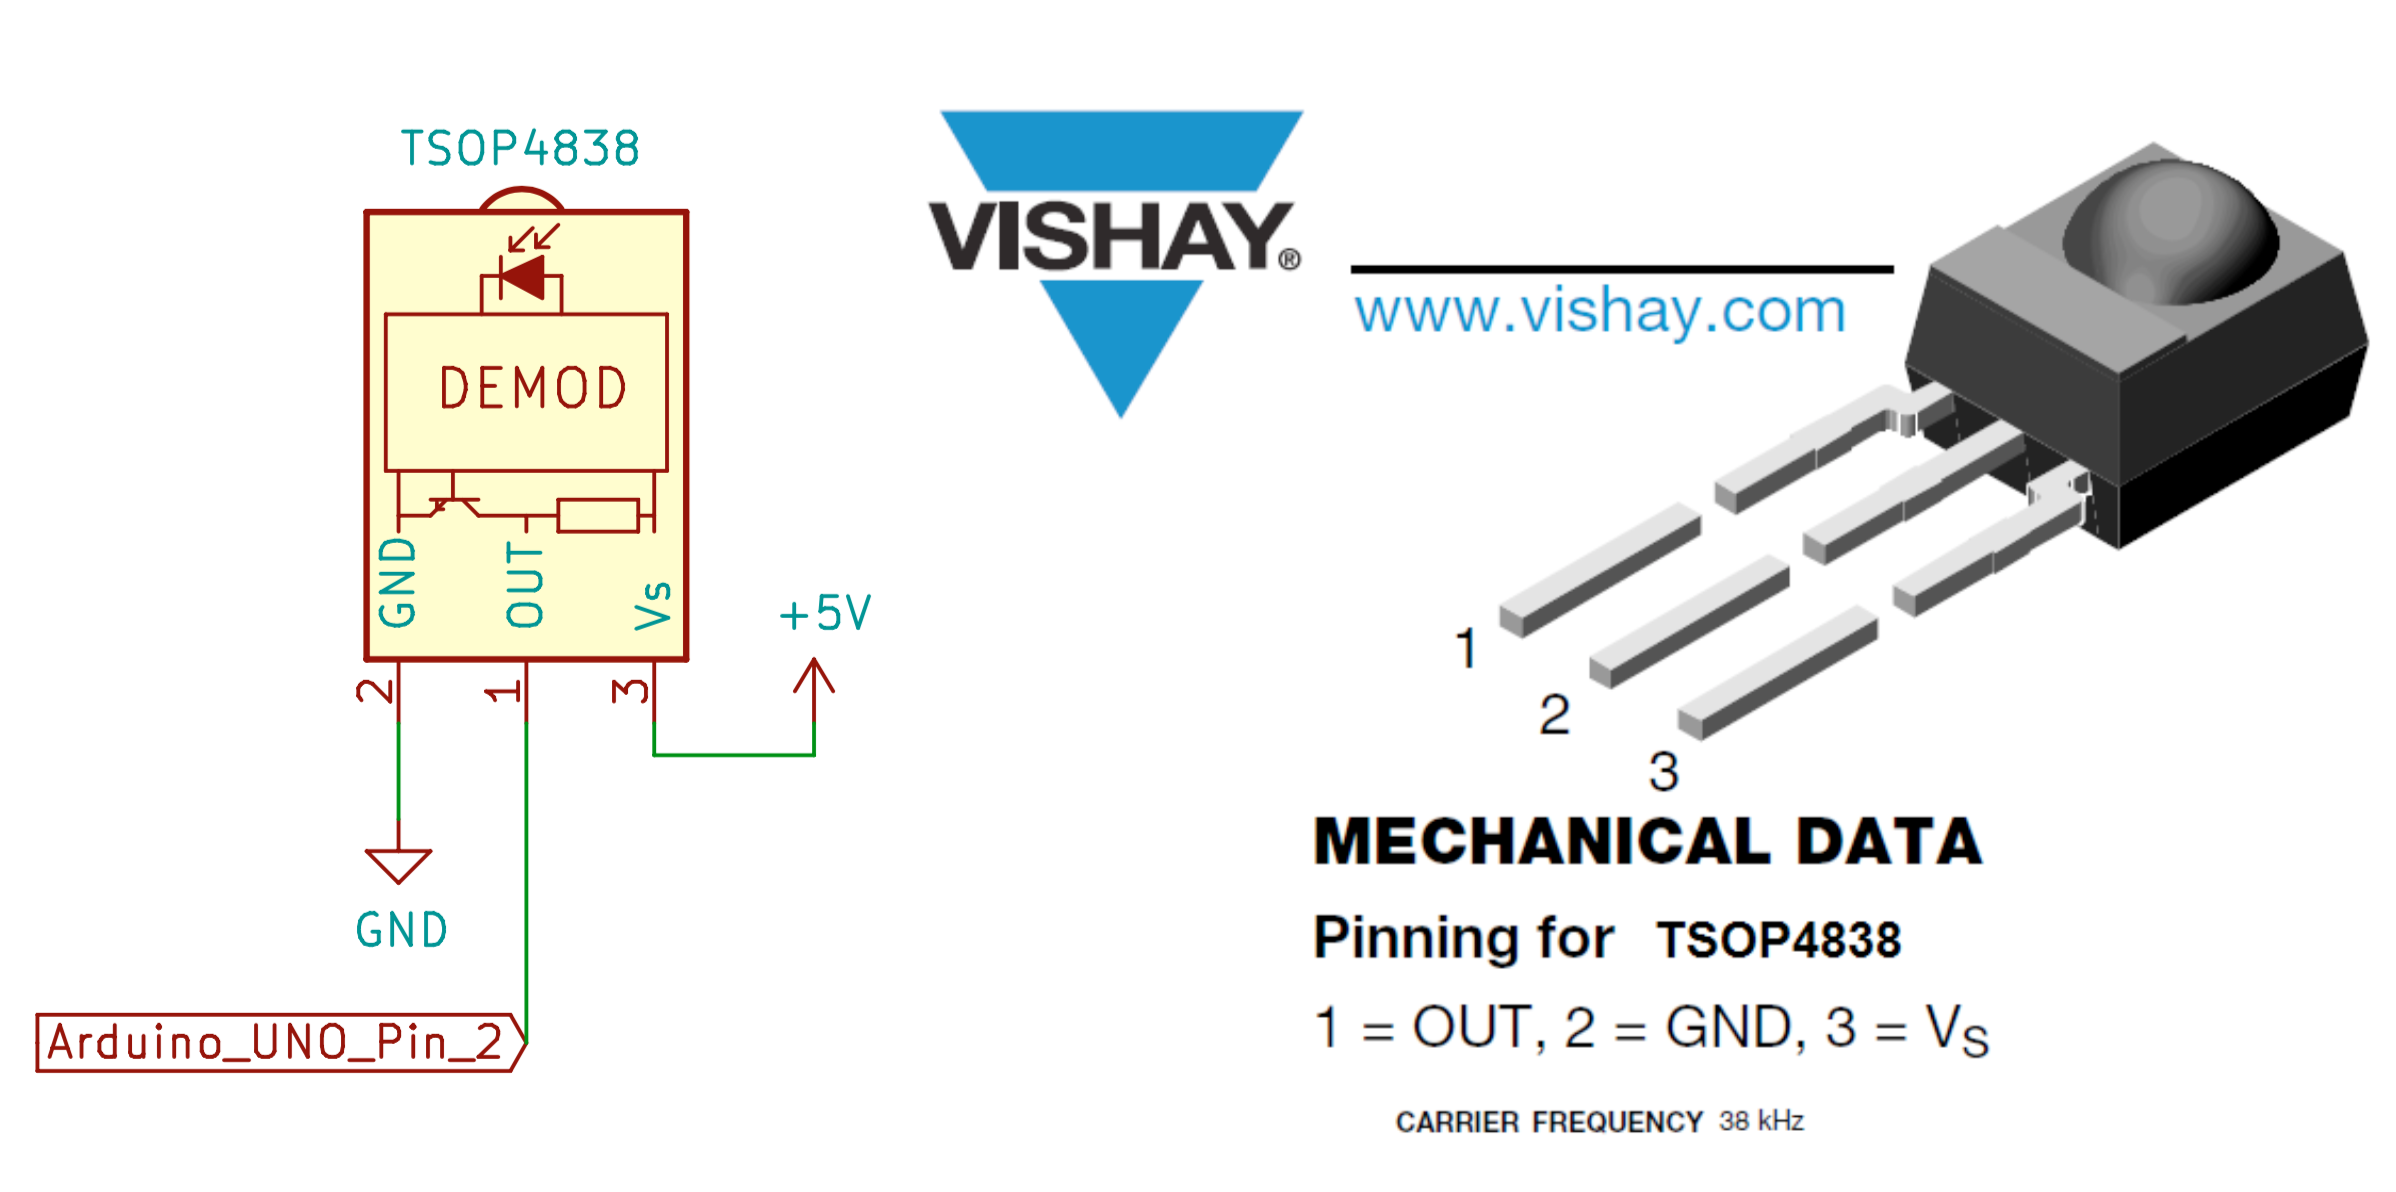 TSOP4838
DEMOD
GND
OUT
Vs
2
1
3
+5V
GND
Arduino_UNO_Pin_2
VISHAY®
www.vishay.com
1
2
3
MECHANICAL DATA
Pinning for TSOP4838
1 = OUT, 2 = GND, 3 = VS
CARRIER FREQUENCY 38 kHz